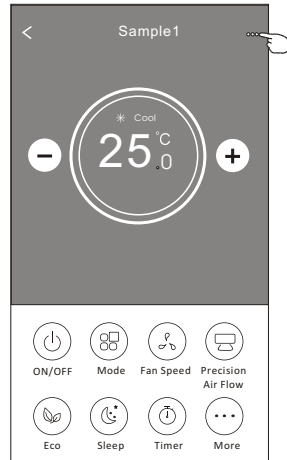 Sample1
Cool
25.0°C
ON/OFF
Mode
Fan Speed
Precision
Air Flow
Eco
Sleep
Timer
More